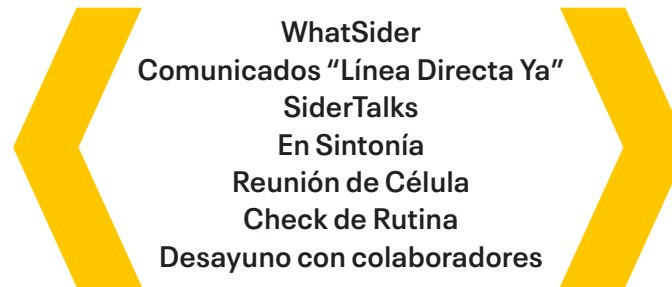 WhatSider
Comunicados “Línea Directa Ya”
SiderTalks
En Sintonía
Reunión de Célula
Check de Rutina
Desayuno con colaboradores